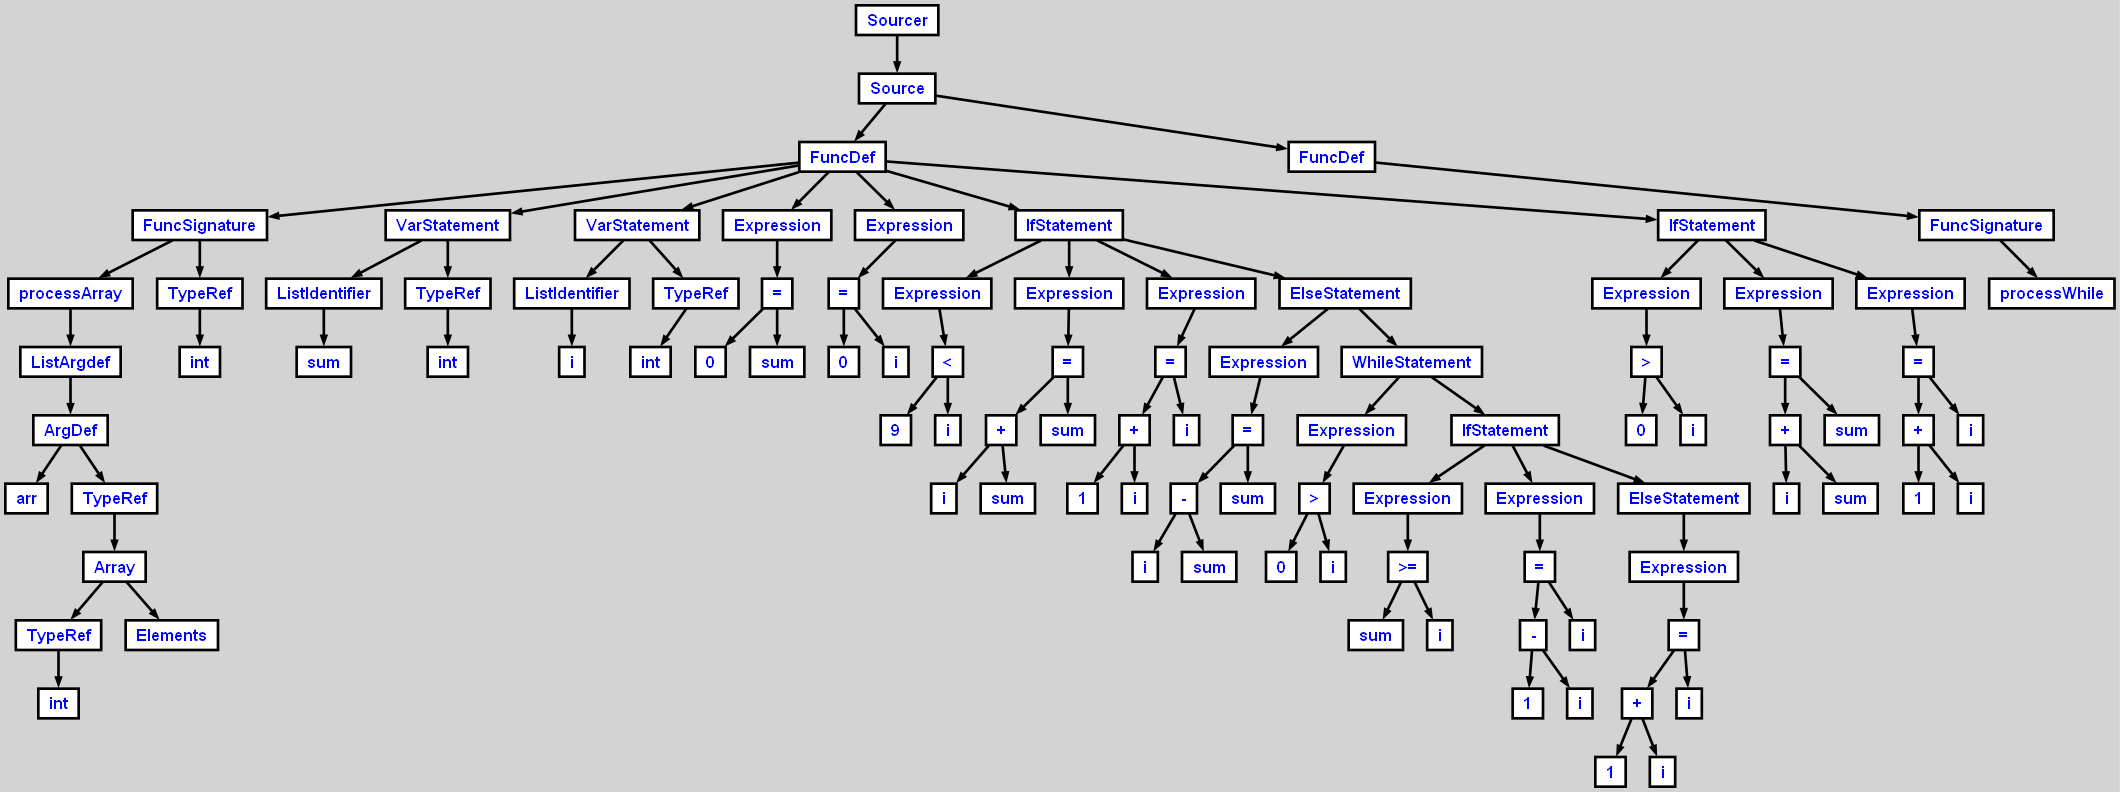 Sourcer
Source
FuncDef FuncDef
FuncSignature VarStatement VarStatement Expression Expression IfStatement IfStatement FuncSignature
processArray TypeRef ListIdentifier TypeRef ListIdentifier TypeRef = = Expression Expression Expression ElseStatement Expression Expression Expression processWhile
ListArgdef int sum int i int 0 sum 0 i < = = Expression WhileStatement > = =
ArgDef 9 i + sum + i = Expression IfStatement 0 i + sum + i
arr TypeRef i sum 1 i - sum > Expression Expression ElseStatement i sum 1 i
Array i sum 0 i >= = Expression
TypeRef Elements sum i - i =
int 1 i + i
1 i